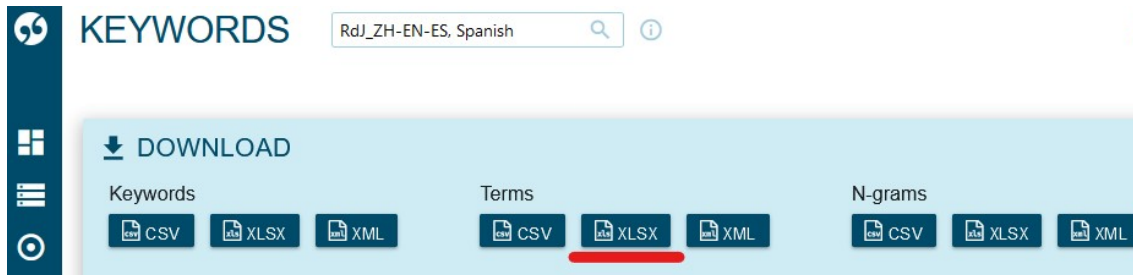 KEYWORDS
RdJ_ZH-EN-ES, Spanish
DOWNLOAD
Keywords Terms N-grams
CSV XLSX XML CSV XLSX XML CSV XLSX XML